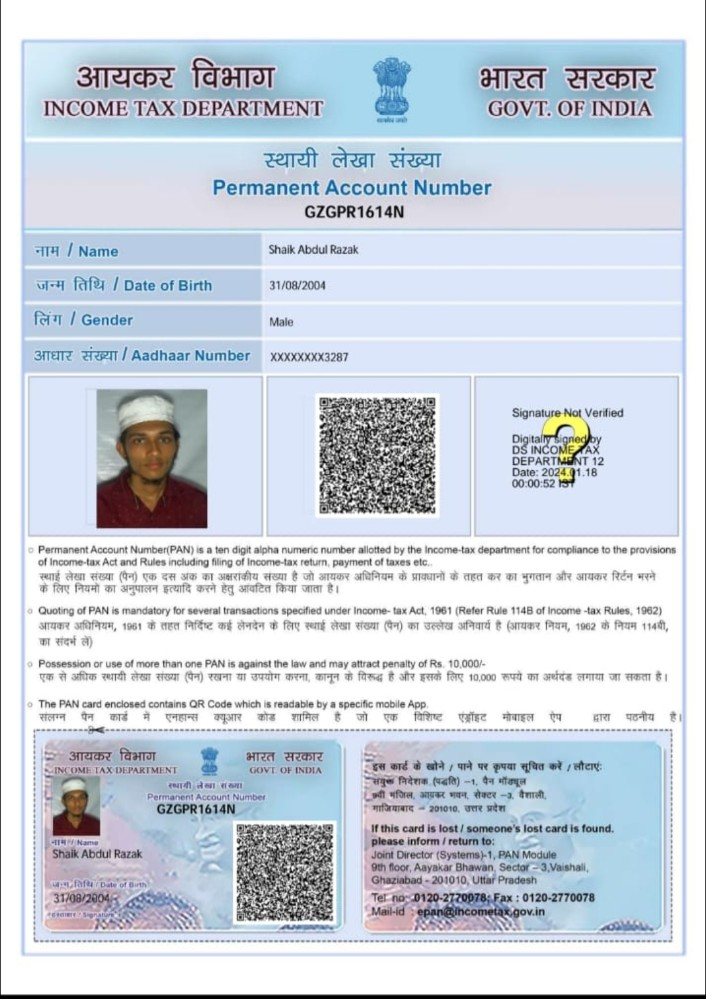 आयकर विभाग
INCOME TAX DEPARTMENT
भारत सरकार
GOVT. OF INDIA
स्थायी लेखा संख्या
Permanent Account Number
GZGPR1614N
नाम / Name
Shaik Abdul Razak
जन्म तिथि / Date of Birth
31/08/2004
लिंग / Gender
Male
आधार संख्या / Aadhaar Number
XXXXXXXX3287
Signature Not Verified
Digitally signed by
DS INCOME TAX
DEPARTMENT 12
Date: 2024.01.18
00:00:52 IST
?
Permanent Account Number(PAN) is a ten digit alpha numeric number allotted by the Income-tax department for compliance to the provisions
of Income-tax Act and Rules including filing of Income-tax return, payment of taxes etc..
स्थाई लेखा संख्या (पैन) एक दस अंक का अक्षरांकीय संख्या है जो आयकर अधिनियम के प्रावधानों के तहत कर का भुगतान और आयकर रिर्टन भरने
के लिए नियमों का अनुपालन इत्यादि करने हेतु आवंटित किया जाता है।
Quoting of PAN is mandatory for several transactions specified under Income- tax Act, 1961 (Refer Rule 114B of Income -tax Rules, 1962)
आयकर अधिनियम, 1961 के तहत निर्दिष्ट कई लेनदेन के लिए स्थाई लेखा संख्या (पैन) का उल्लेख अनिवार्य है (आयकर नियम, 1962 के नियम 114बी,
का संदर्भ लें)
Possession or use of more than one PAN is against the law and may attract penalty of Rs. 10,000/-
एक से अधिक स्थायी लेखा संख्या (पैन) रखना या उपयोग करना, कानून के विरूद्ध है और इसके लिए 10,000 रूपये का अर्थदंड लगाया जा सकता है।
The PAN card enclosed contains QR Code which is readable by a specific mobile App.
संलग्न पैन कार्ड में एनहान्स क्यूआर कोड शामिल है जो एक विशिष्ट एंड्रॉइट मोबाइल ऐप द्वारा पठनीय है।
आयकर विभाग
INCOME TAX DEPARTMENT
भारत सरकार
GOVT. OF INDIA
स्थायी लेखा संख्या
Permanent Account Number
GZGPR1614N
नाम / Name
Shaik Abdul Razak
जन्म तिथि / Date of Birth
31/08/2004
हस्ताक्षर / Signature
इस कार्ड के खोने / पाने पर कृपया सूचित करें / लौटाएं:
संयुक्त निदेशक (पद्धति) –1, पैन मॉड्यूल
9वीं मंजिल, आयकर भवन, सेक्टर –3, वैशाली,
गाजियाबाद – 201010, उत्तर प्रदेश
If this card is lost / someone's lost card is found.
please inform / return to:
Joint Director (Systems)-1, PAN Module
9th floor, Aayakar Bhawan, Sector – 3,Vaishali,
Ghaziabad - 201010, Uttar Pradesh
Tel no: 0120-2770078; Fax : 0120-2770078
Mail-id : epan@incometax.gov.in